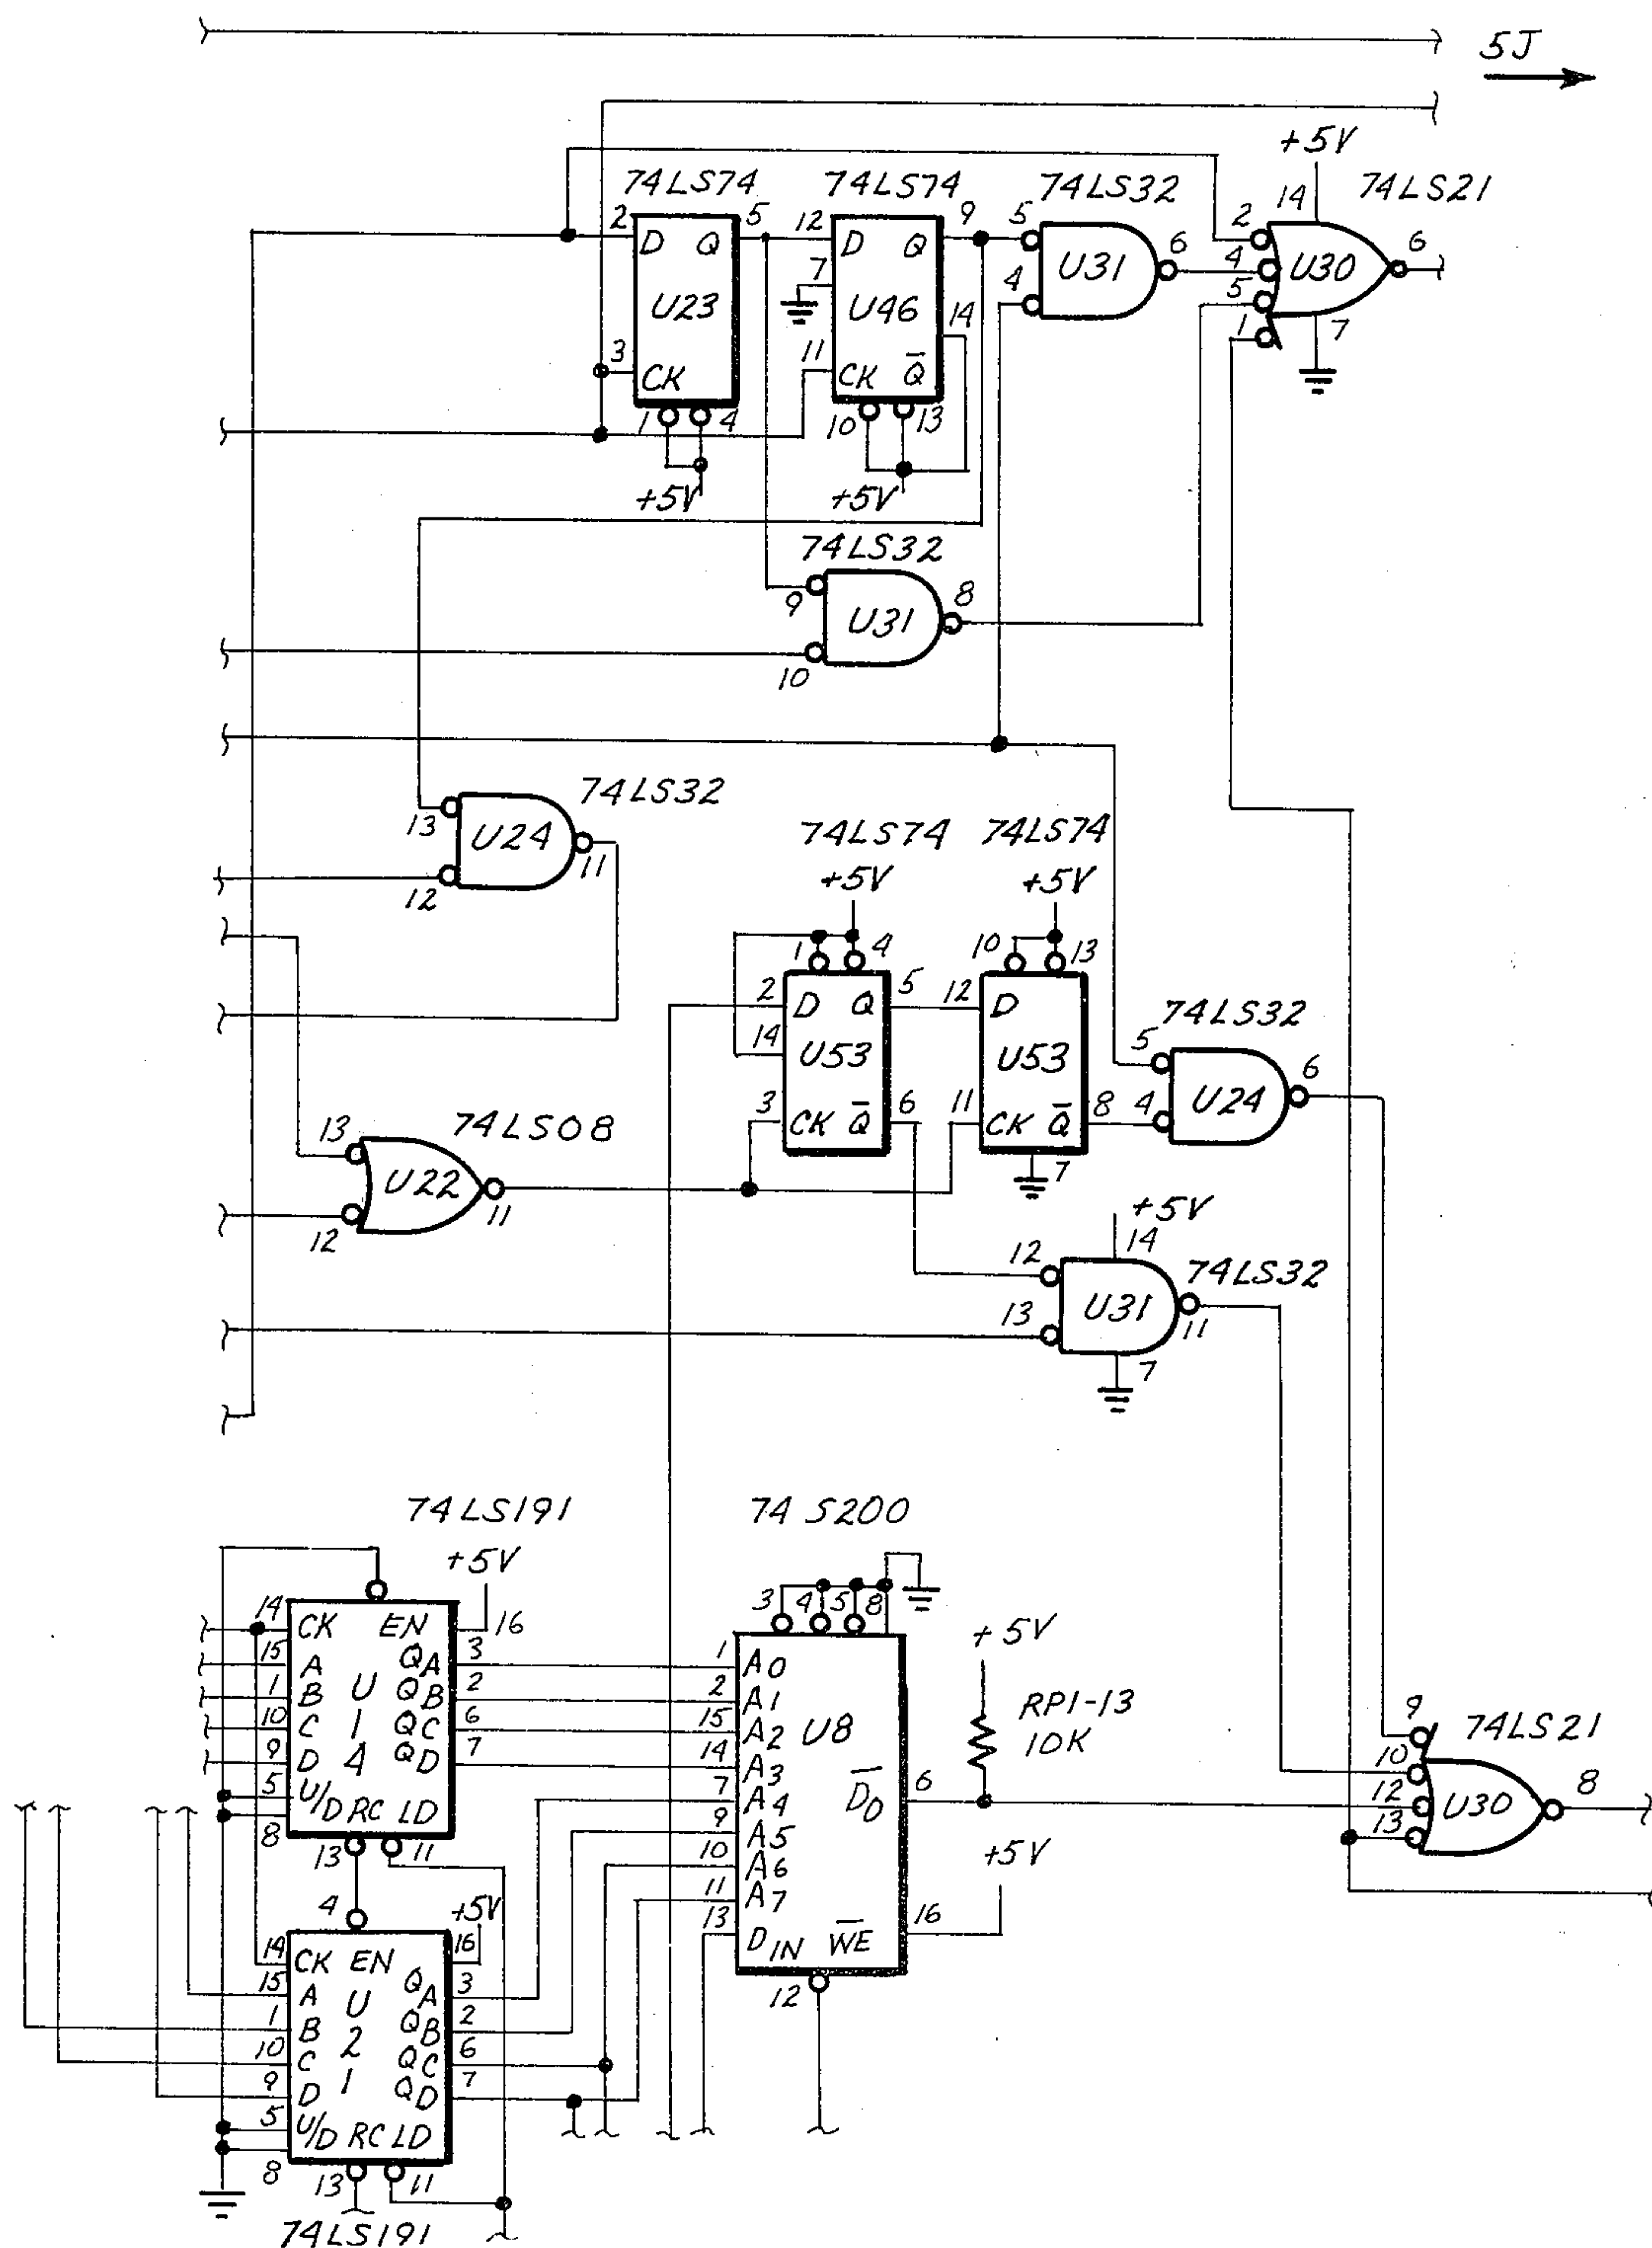 5J
+5V
74LS74 74LS74 74LS32 14 74LS21
2 D Q 5 12 D Q 9 5 U31 6 2 4 5 1 U30 6
7 4
U23 U46 14 7
3 CK 11 CK Q̅
1 4 10 13
+5V +5V
74LS32
9 U31 8
10
74LS32
13 U24 11
12
74LS74 74LS74
+5V +5V
1 4 10 13
2 D Q 5 12 D 74LS32
14 U53 U53 5 U24 6
3 CK Q̅ 6 11 CK Q̅ 8 4
7
74LS08
13 U22 11
12
+5V
14
12 74LS32
13 U31 11
7
74LS191 74S200
+5V
3 4 5 8
14 CK EN 16
15 A QA 3 1 A0
1 B U QB 2 2 A1
10 C 1 QC 6 15 A2 U8
9 D 4 QD 7 14 A3
5 U/D RC LD 7 A4 D̅O 6
8 9 A5
13 11 10 A6
11 A7
13 DIN W̅E̅ 16
12
+5V
RP1-13
10K
+5V
9 74LS21
10
12 U30 8
13
4 +5V
14 CK EN 16
15 A U QA 3
1 B 2 QB 2
10 C 1 QC 6
9 D QD 7
5 U/D RC LD
8 13 11
74LS191